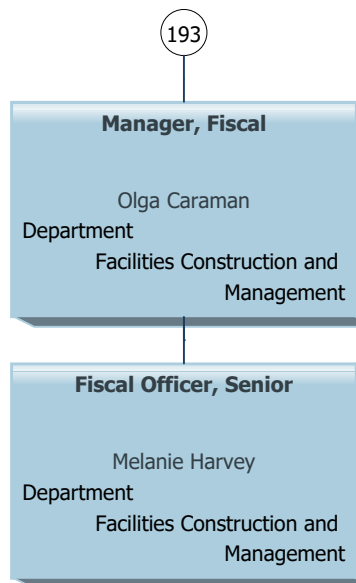 193
Manager, Fiscal
Olga Caraman
Department
Facilities Construction and
Management
Fiscal Officer, Senior
Melanie Harvey
Department
Facilities Construction and
Management